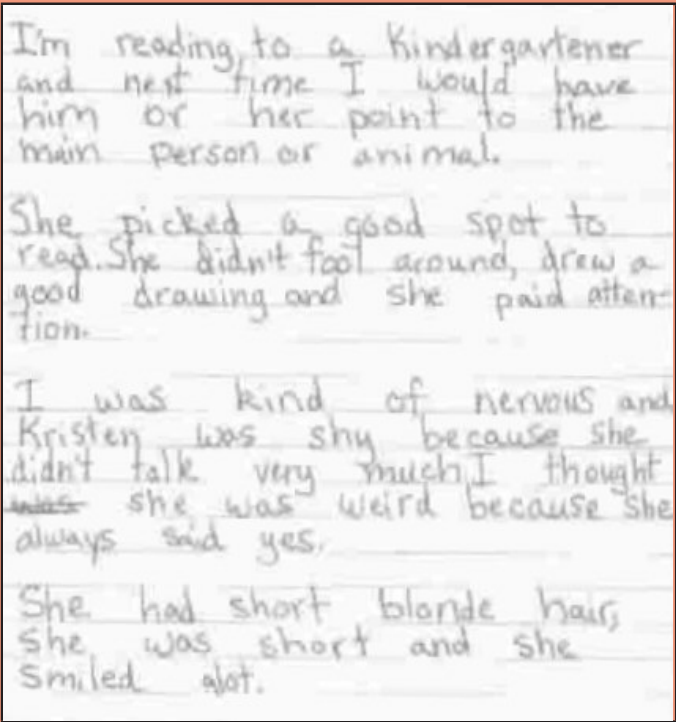 I'm reading to a Kindergartener
and next time I would have
him or her point to the
main person or animal.
She picked a good spot to
read. She didn't fool around, drew a
good drawing and she paid atten-
tion.
I was kind of nervous and
Kristen was shy because she
didn't talk very much, I thought
was she was weird because she
always said yes.
She had short blonde hair,
she was short and she
smiled alot.